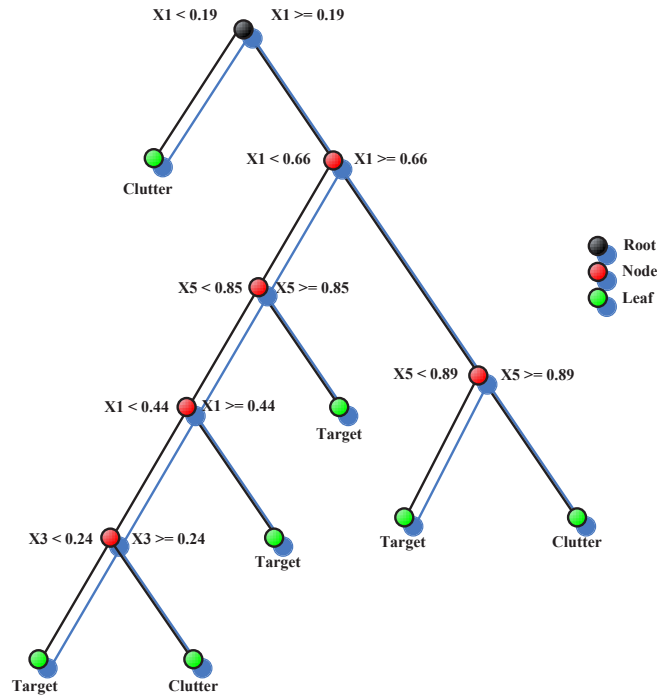 X1 < 0.19 X1 >= 0.19
Clutter
X1 < 0.66 X1 >= 0.66
Root
Node
Leaf
X5 < 0.85 X5 >= 0.85
X5 < 0.89 X5 >= 0.89
X1 < 0.44 X1 >= 0.44
Target
X3 < 0.24 X3 >= 0.24
Target
Target
Clutter
Target
Clutter